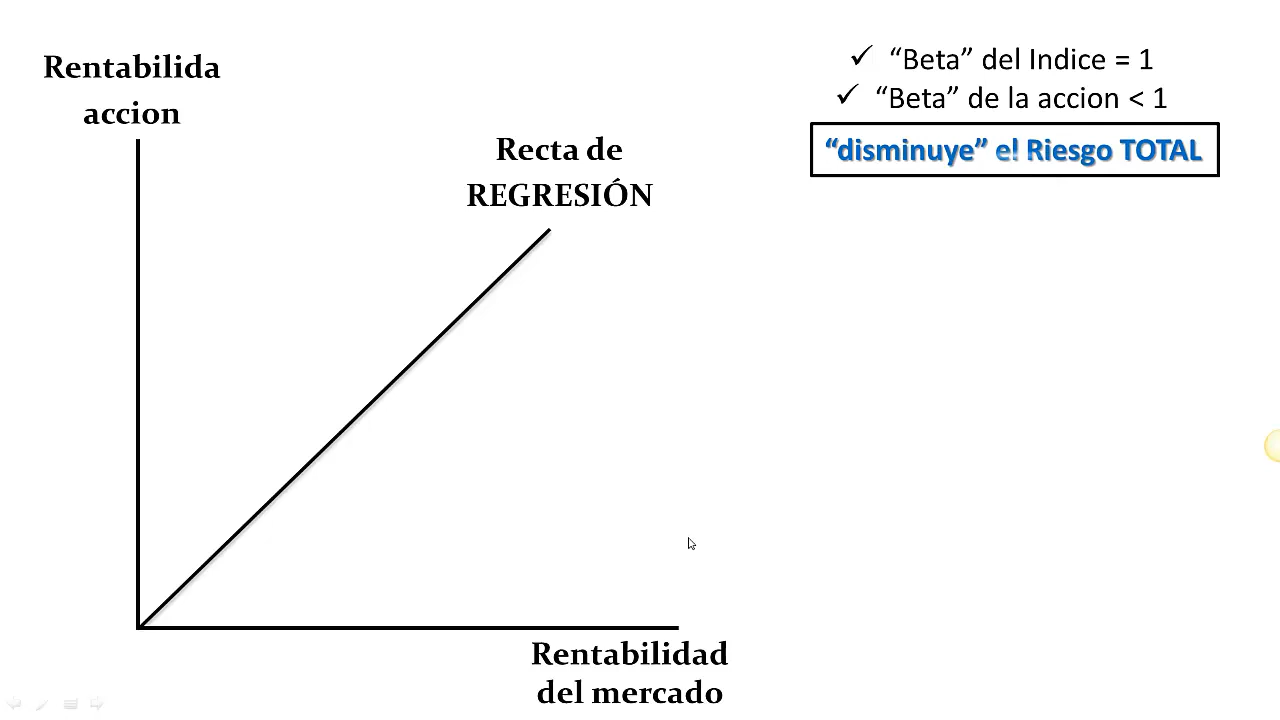 Rentabilida
accion
Recta de
REGRESIÓN
Rentabilidad
del mercado
“Beta” del Indice = 1
“Beta” de la accion < 1
“disminuye” el Riesgo TOTAL